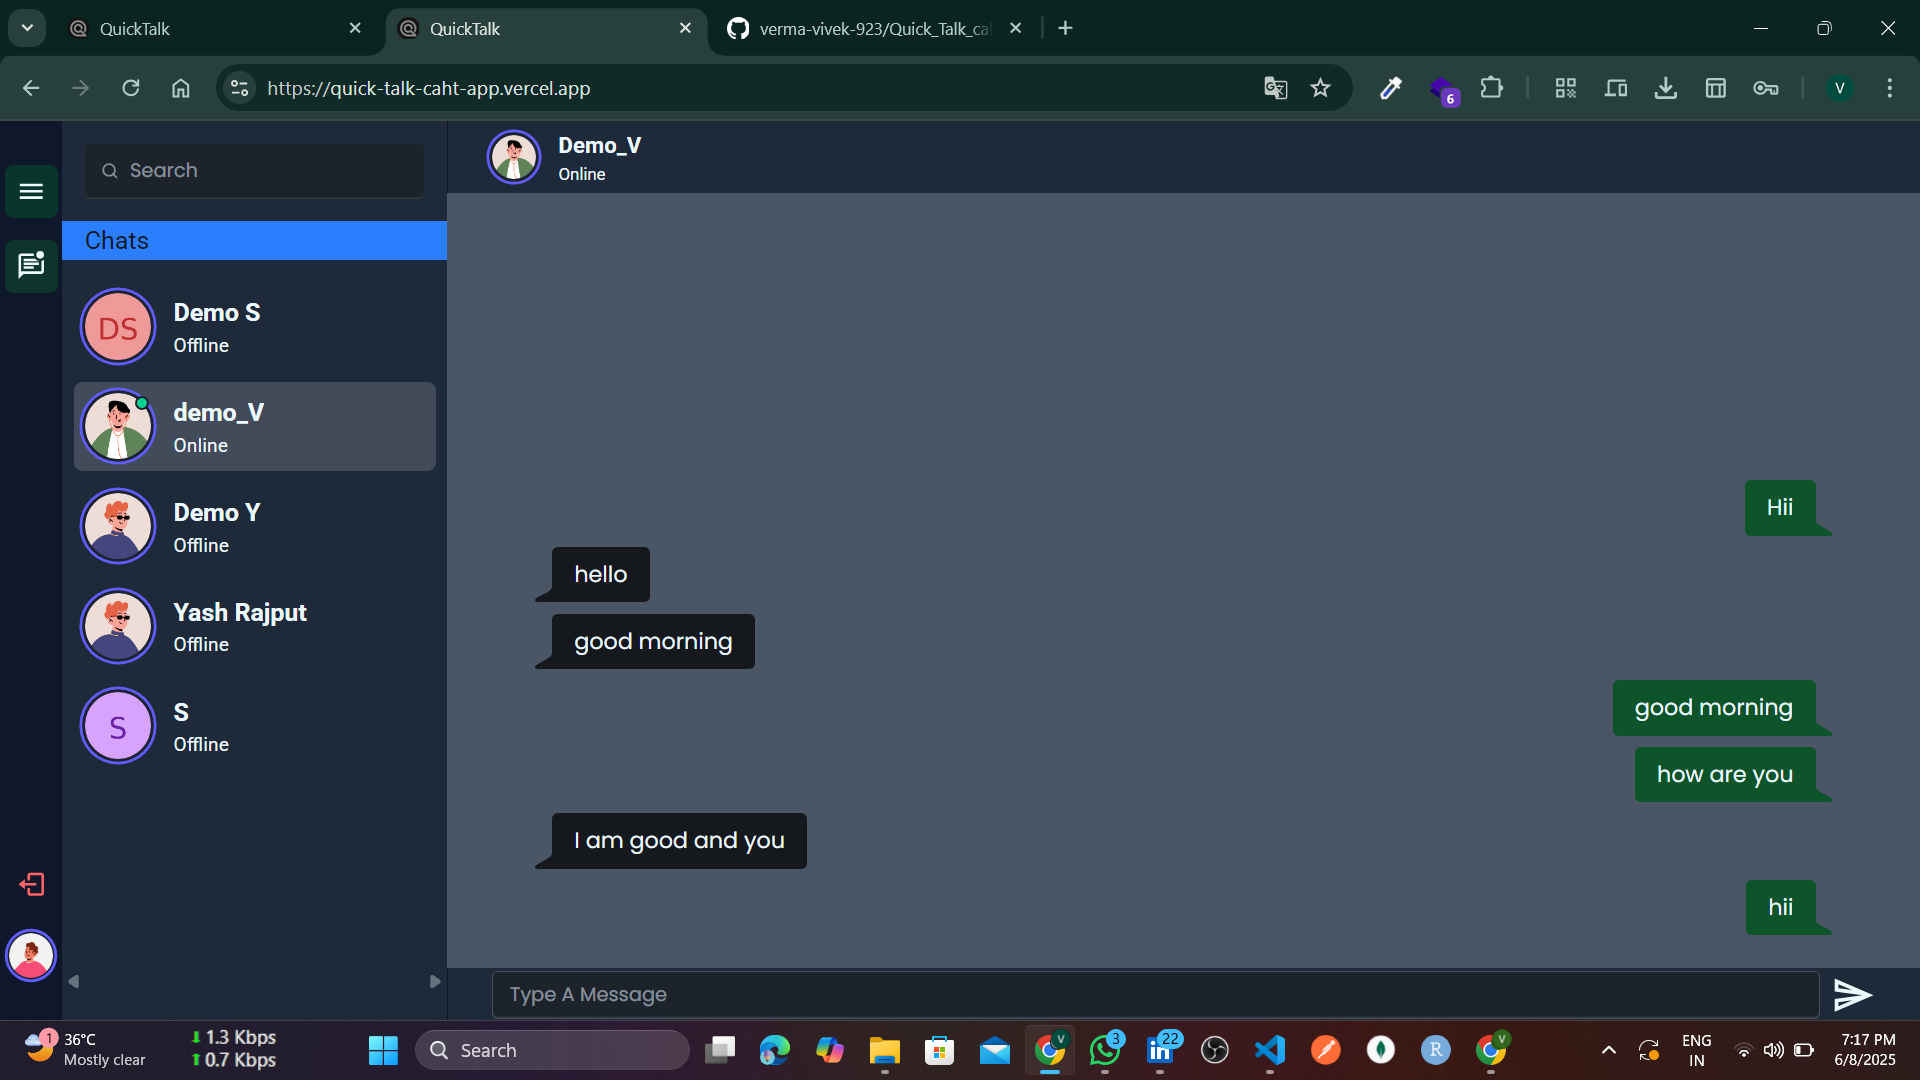 QuickTalk
QuickTalk
verma-vivek-923/Quick_Talk_ca
https://quick-talk-caht-app.vercel.app
6
V
Search
Chats
DS
Demo S
Offline
demo_V
Online
Demo Y
Offline
Yash Rajput
Offline
S
S
Offline
Demo_V
Online
Hii
hello
good morning
good morning
how are you
I am good and you
hii
Type A Message
1
36°C
Mostly clear
1.3 Kbps
0.7 Kbps
Search
V
3
22
in
R
V
ENG
IN
7:17 PM
6/8/2025